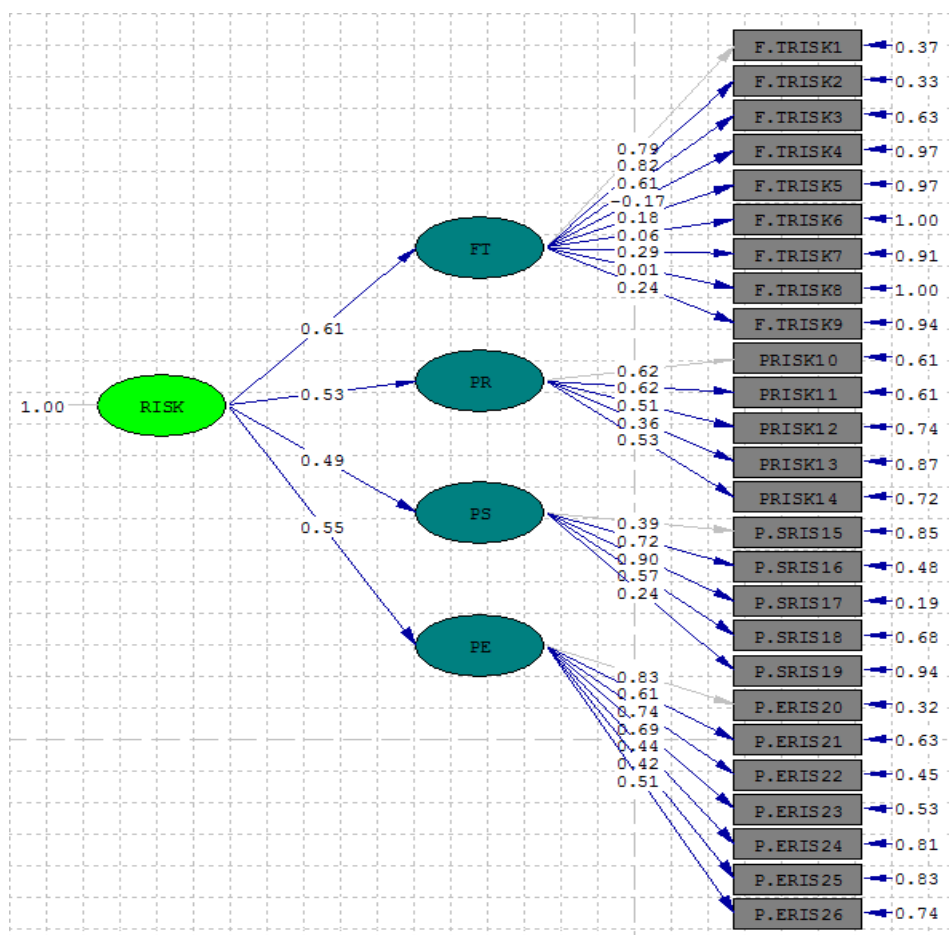 F.TRISK1 0.37
F.TRISK2 0.33
F.TRISK3 0.63
0.79
F.TRISK4 0.97
0.82
0.61
F.TRISK5 0.97
-0.17
0.18
F.TRISK6 1.00
0.06
FT
0.29
F.TRISK7 0.91
0.01
0.24
F.TRISK8 1.00
0.61
F.TRISK9 0.94
PRISK10 0.61
0.62
PR
0.62
PRISK11 0.61
0.53
1.00 RISK
0.51
0.36
PRISK12 0.74
0.53
0.49
PRISK13 0.87
PRISK14 0.72
PS
0.39
0.55
P.SRIS15 0.85
0.72
0.90
P.SRIS16 0.48
0.57
0.24
P.SRIS17 0.19
P.SRIS18 0.68
PE
P.SRIS19 0.94
0.83
0.61
P.ERIS20 0.32
0.74
0.69
P.ERIS21 0.63
0.44
0.42
P.ERIS22 0.45
0.51
P.ERIS23 0.53
P.ERIS24 0.81
P.ERIS25 0.83
P.ERIS26 0.74